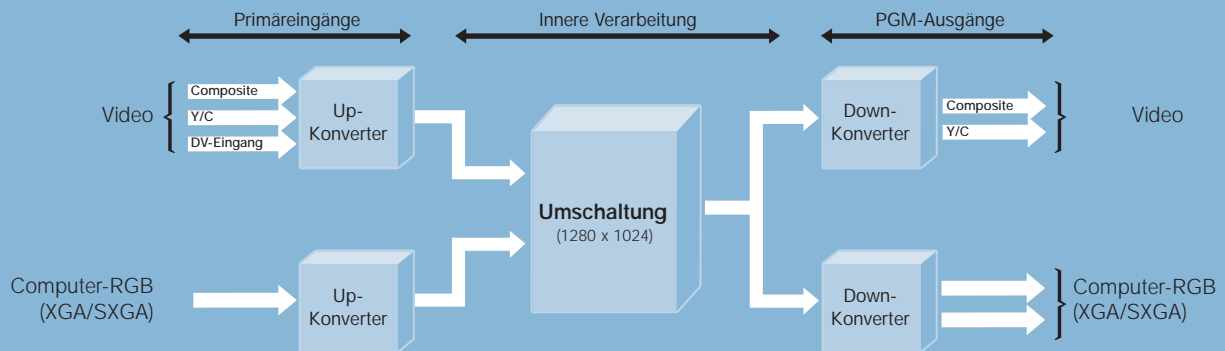 Primäreingänge
Innere Verarbeitung
PGM-Ausgänge
Video
Composite
Y/C
DV-Eingang
Up-
Konverter
Umschaltung
(1280 x 1024)
Down-
Konverter
Composite
Y/C
Video
Computer-RGB
(XGA/SXGA)
Up-
Konverter
Down-
Konverter
Computer-RGB
(XGA/SXGA)